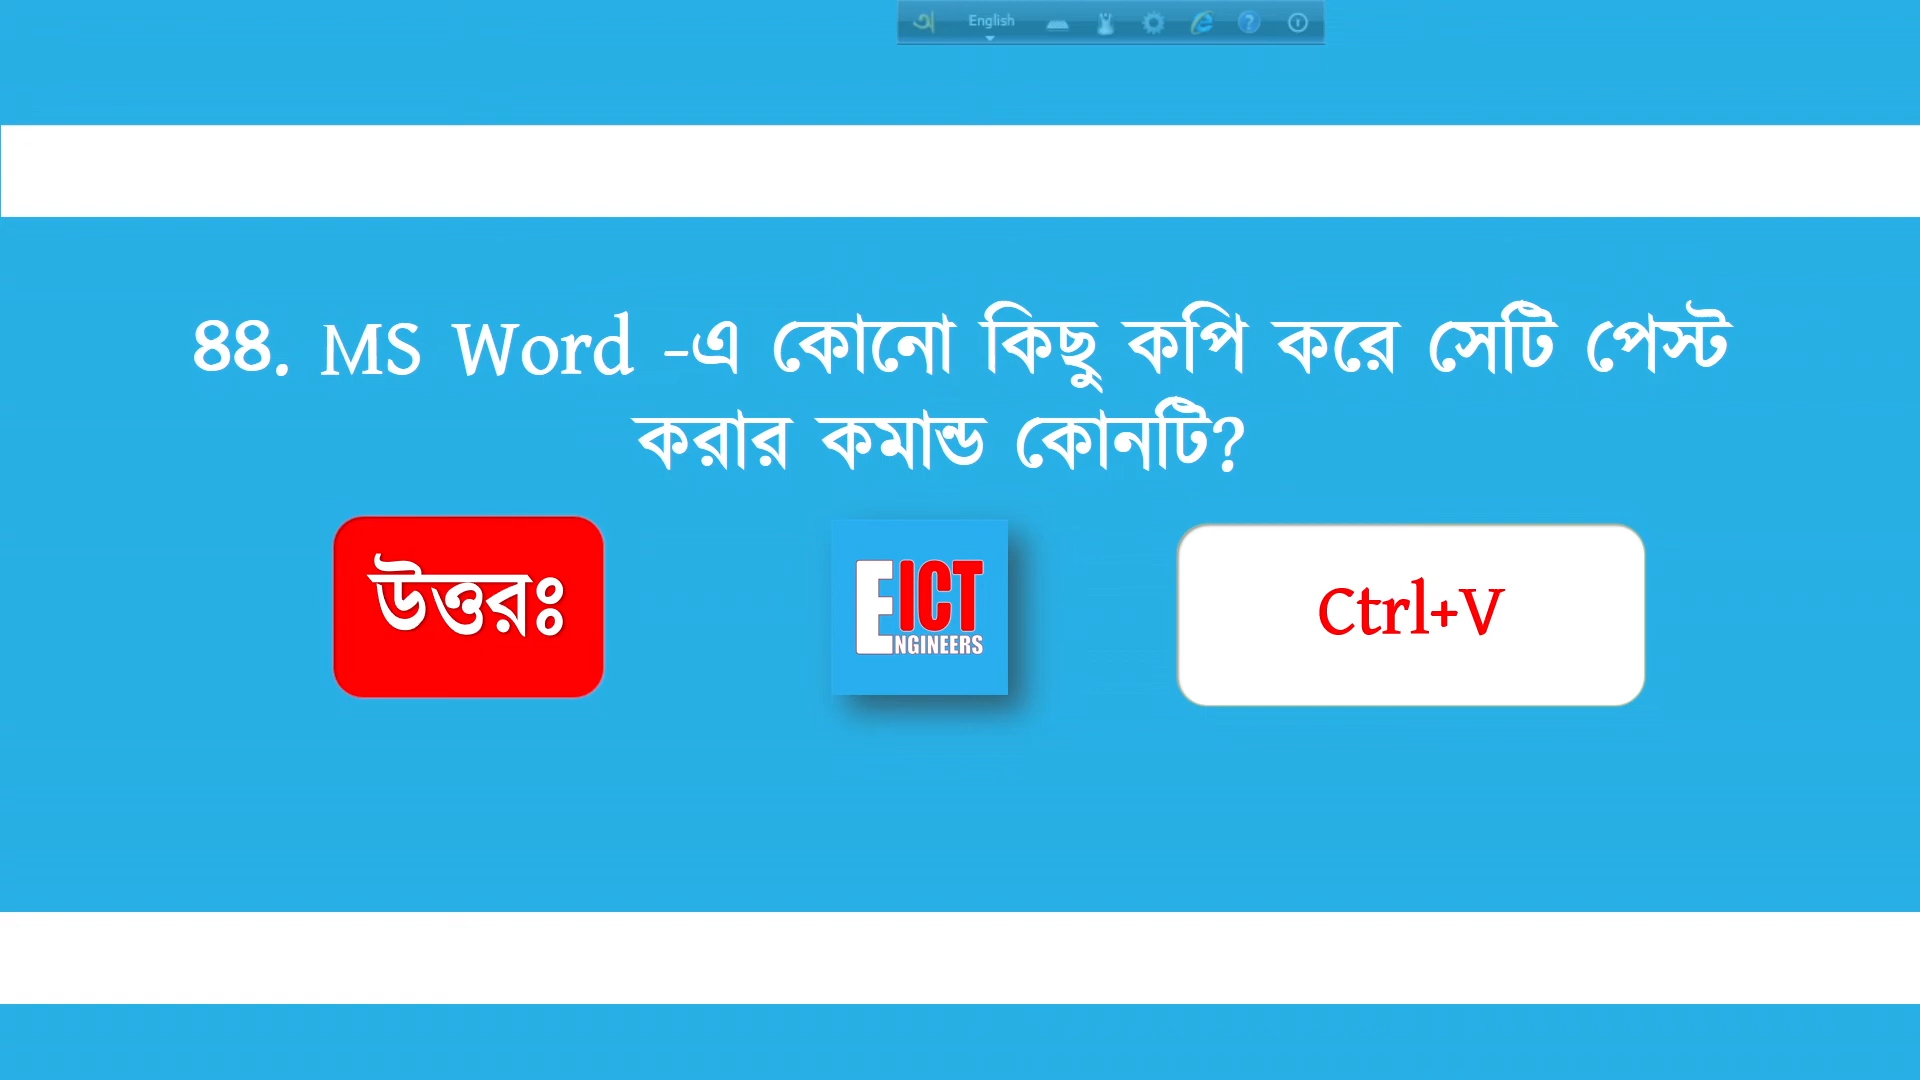 অ English
৪৪. MS Word -এ কোনো কিছু কপি করে সেটি পেস্ট
করার কমান্ড কোনটি?
উত্তরঃ
EICT
NGINEERS
Ctrl+V